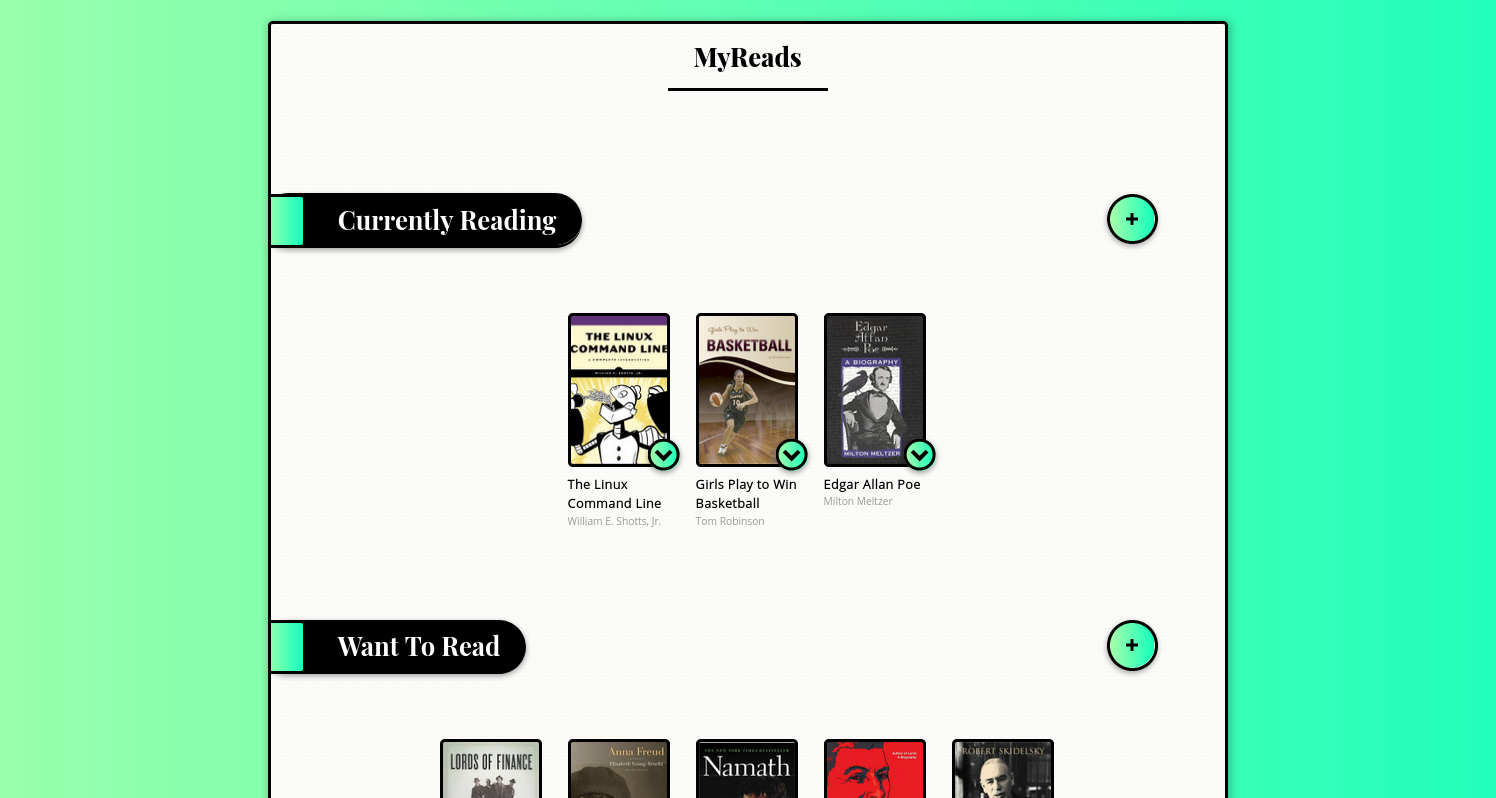 MyReads
Currently Reading
+
THE LINUX
COMMAND LINE
A COMPLETE INTRODUCTION
WILLIAM E. SHOTTS, JR.
Girls Play to Win
BASKETBALL
Edgar
Allan
Poe
A BIOGRAPHY
MILTON MELTZER
The Linux
Command Line
William E. Shotts, Jr.
Girls Play to Win
Basketball
Tom Robinson
Edgar Allan Poe
Milton Meltzer
Want To Read
+
LORDS OF FINANCE
Anna Freud
Elisabeth Young-Bruehl
THE NEW YORK TIMES BESTSELLER
Namath
A Biography
ROBERT SKIDELSKY